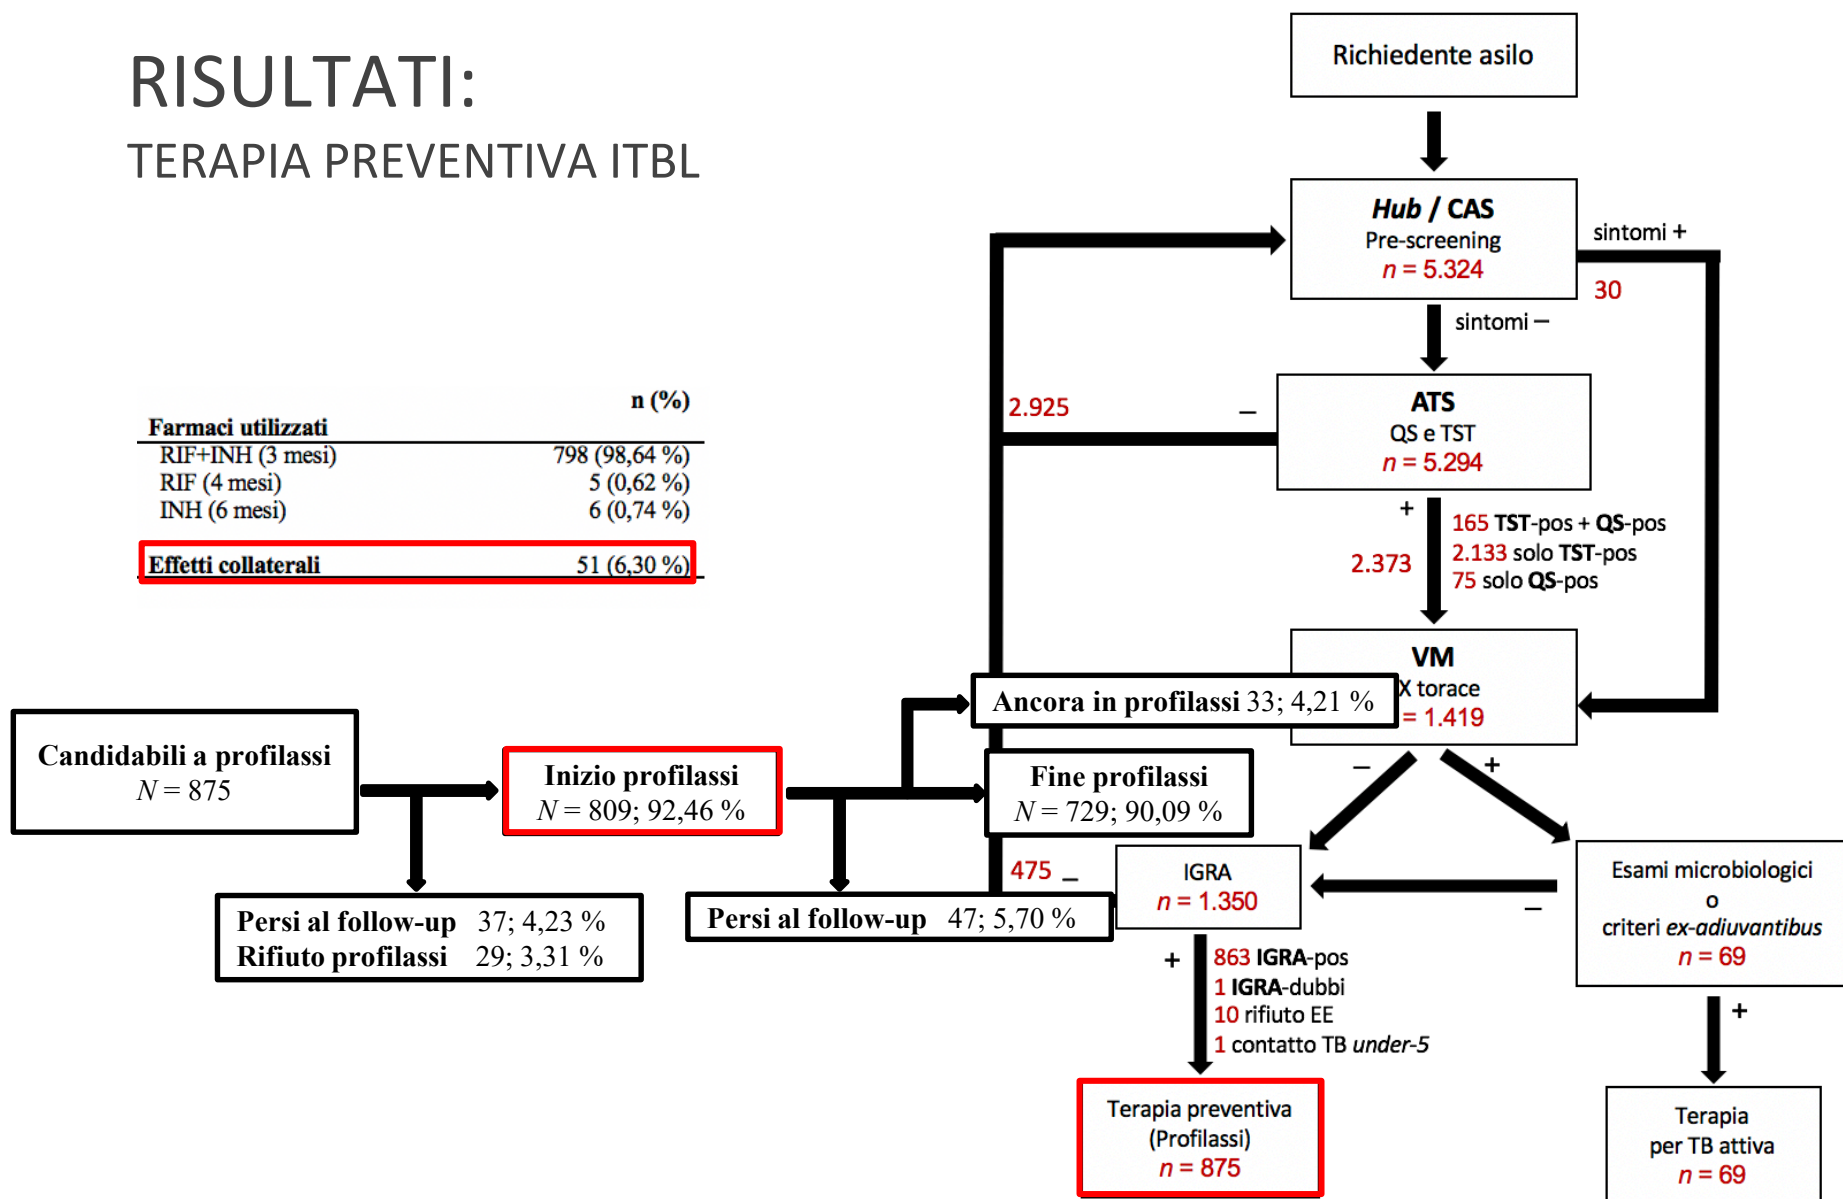 RISULTATI:
TERAPIA PREVENTIVA ITBL
n (%)
Farmaci utilizzati
RIF+INH (3 mesi) 798 (98,64 %)
RIF (4 mesi) 5 (0,62 %)
INH (6 mesi) 6 (0,74 %)
Effetti collaterali 51 (6,30 %)
Candidabili a profilassi
N = 875
Persi al follow-up 37; 4,23 %
Rifiuto profilassi 29; 3,31 %
Inizio profilassi
N = 809; 92,46 %
Ancora in profilassi 33; 4,21 %
Fine profilassi
N = 729; 90,09 %
Persi al follow-up 47; 5,70 %
Richiedente asilo
Hub / CAS
Pre-screening
n = 5.324
sintomi +
30
sintomi –
ATS
QS e TST
n = 5.294
2.925 –
+
2.373
165 TST-pos + QS-pos
2.133 solo TST-pos
75 solo QS-pos
VM
X torace
= 1.419
–
+
475 –
IGRA
n = 1.350
Esami microbiologici
o
criteri ex-adiuvantibus
n = 69
–
+
863 IGRA-pos
1 IGRA-dubbi
10 rifiuto EE
1 contatto TB under-5
+
Terapia preventiva
(Profilassi)
n = 875
Terapia
per TB attiva
n = 69